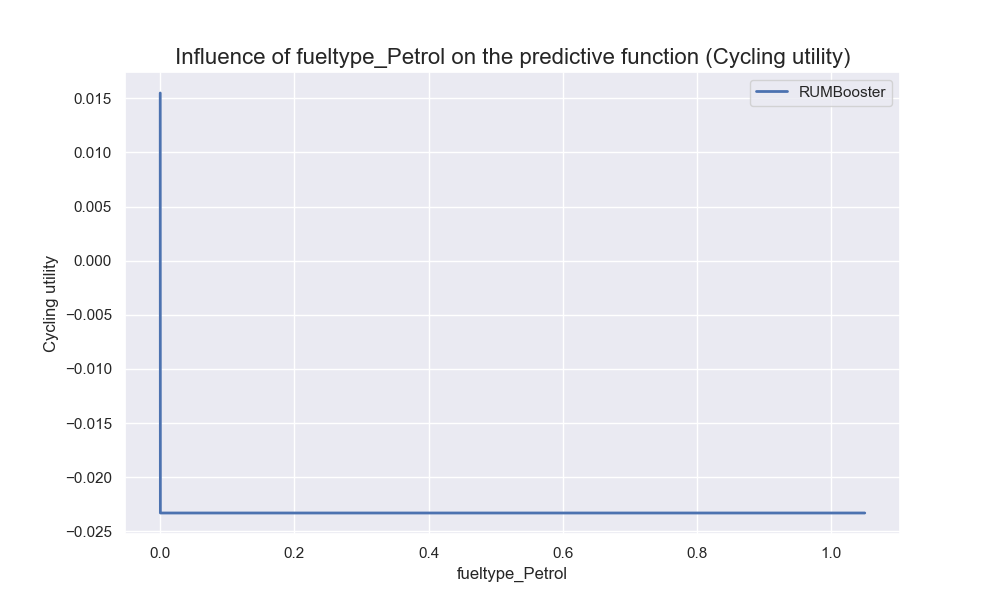 Influence of fueltype_Petrol on the predictive function (Cycling utility)
RUMBooster
0.015
0.010
0.005
0.000
−0.005
−0.010
−0.015
−0.020
−0.025
Cycling utility
0.0 0.2 0.4 0.6 0.8 1.0
fueltype_Petrol